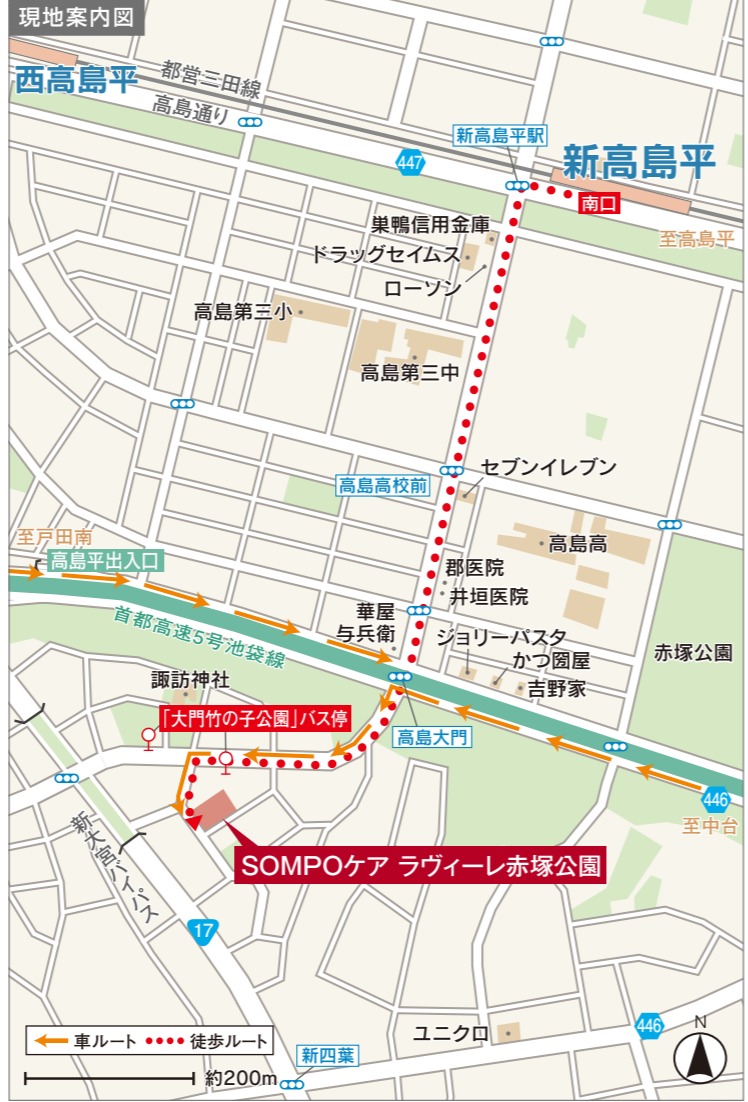 現地案内図
西高島平
都営三田線
高島通り
新高島平駅
447
新高島平
南口
至高島平
巣鴨信用金庫
ドラッグセイムス
ローソン
高島第三小
高島第三中
セブンイレブン
高島高校前
高島高
至戸田南
高島平出入口
郡医院
井垣医院
首都高速5号池袋線
華屋
与兵衛
ジョリーパスタ
かつ圀屋
吉野家
赤塚公園
諏訪神社
「大門竹の子公園」バス停
高島大門
446
至中台
新大宮バイパス
SOMPOケア ラヴィーレ赤塚公園
17
ユニクロ
446
N
車ルート
徒歩ルート
新四葉
約200m